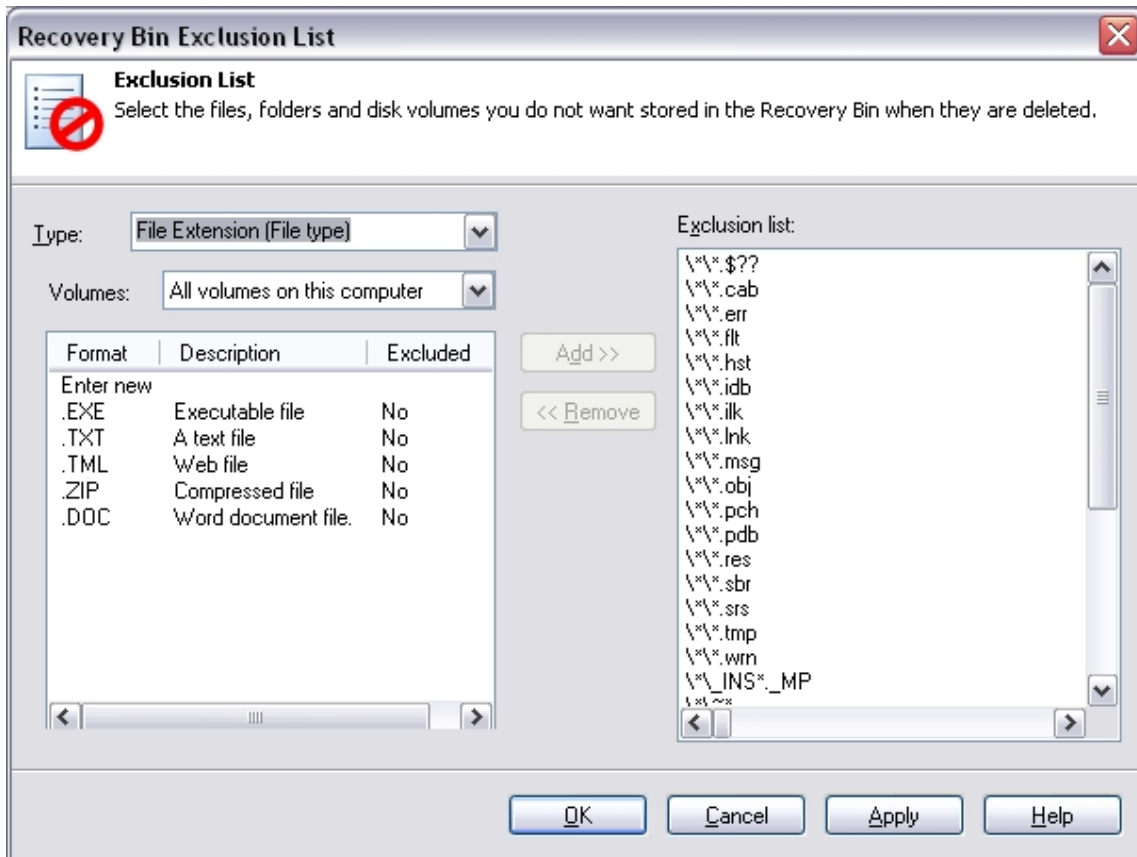 Recovery Bin Exclusion List
Exclusion List
Select the files, folders and disk volumes you do not want stored in the Recovery Bin when they are deleted.
Type: File Extension (File type)
Volumes: All volumes on this computer
Format Description Excluded
Enter new
.EXE Executable file No
.TXT A text file No
.TML Web file No
.ZIP Compressed file No
.DOC Word document file. No
Add >>
<< Remove
Exclusion list:
\*\*.$??
\*\*.cab
\*\*.err
\*\*.flt
\*\*.hst
\*\*.idb
\*\*.ilk
\*\*.lnk
\*\*.msg
\*\*.obj
\*\*.pch
\*\*.pdb
\*\*.res
\*\*.sbr
\*\*.srs
\*\*.tmp
\*\*.wrn
\*\_INS*._MP
\*\~*
OK Cancel Apply Help